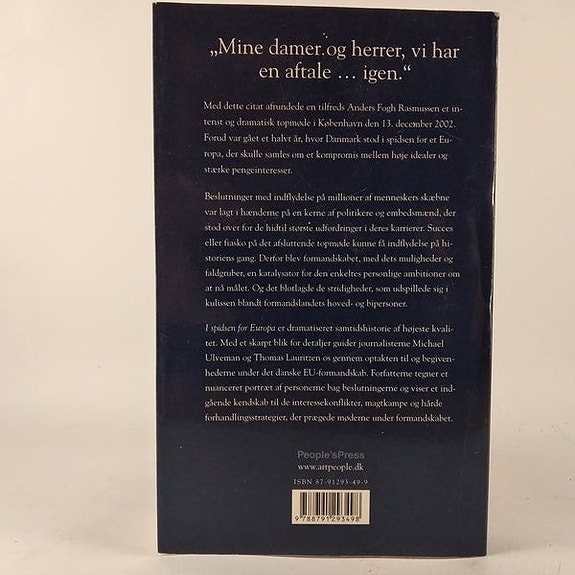 „Mine damer og herrer, vi har
en aftale ... igen.“
Med dette citat afrundede en tilfreds Anders Fogh Rasmussen et in-
tenst og dramatisk topmøde i København den 13. december 2002.
Forud var gået et halvt år, hvor Danmark stod i spidsen for et Eu-
ropa, der skulle samles om et kompromis mellem høje idealer og
stærke pengeinteresser.
Beslutninger med indflydelse på millioner af menneskers skæbne
var lagt i hænderne på en kerne af politikere og embedsmænd, der
stod over for de hidtil største udfordringer i deres karrierer. Succes
eller fiasko på det afsluttende topmøde kunne få indflydelse på hi-
storiens gang. Derfor blev formandskabet, med dets muligheder og
faldgruber, en katalysator for den enkeltes personlige ambitioner om
at nå målet. Og det blotlagde de stridigheder, som udspillede sig i
kulissen blandt formandslandets hoved- og bipersoner.
I spidsen for Europa er dramatiseret samtidshistorie af højeste kvali-
tet. Med et skarpt blik for detaljer guider journalisterne Michael
Ulveman og Thomas Lauritzen os gennem optakten til og begiven-
hederne under det danske EU-formandskab. Forfatterne tegner et
nuanceret portræt af personerne bag beslutningerne og viser et ind-
gående kendskab til de interessekonflikter, magtkampe og hårde
forhandlingsstrategier, der prægede møderne under formandskabet.
People'sPress
www.artpeople.dk
ISBN 87-91293-49-9
9 788791 293498